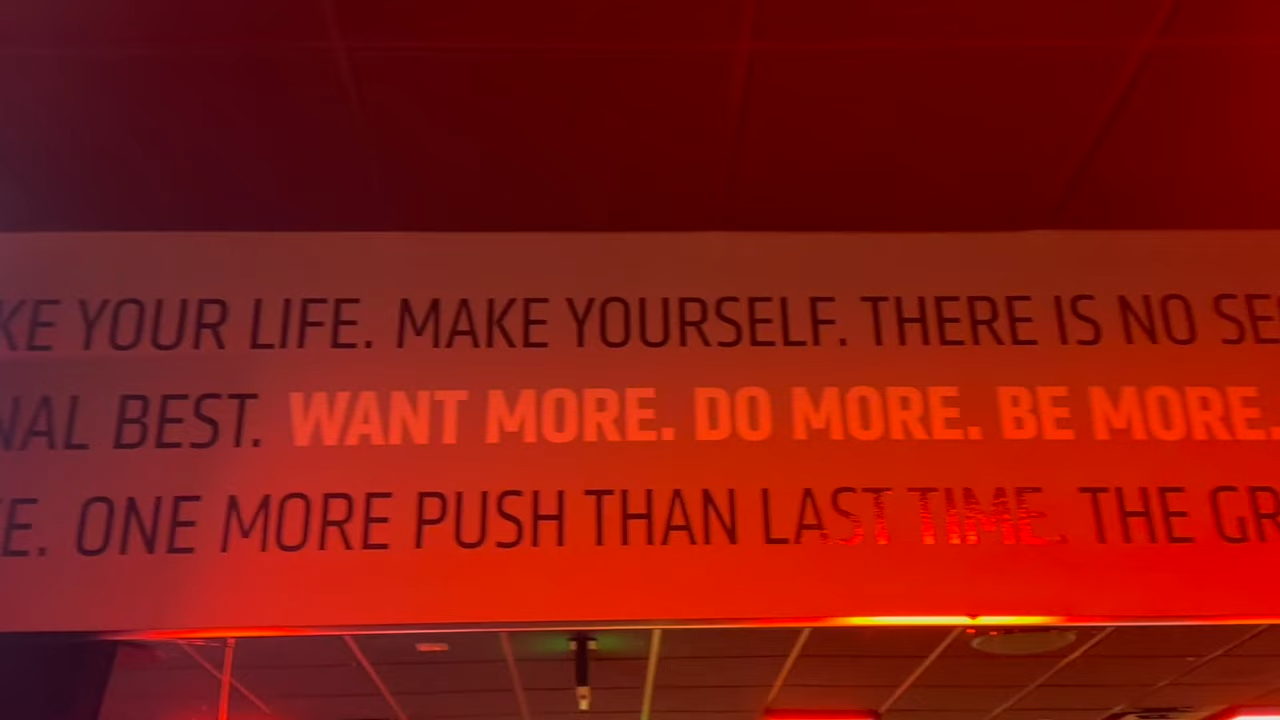 KE YOUR LIFE. MAKE YOURSELF. THERE IS NO SE
NAL BEST. WANT MORE. DO MORE. BE MORE.
E. ONE MORE PUSH THAN LAST TIME. THE GR